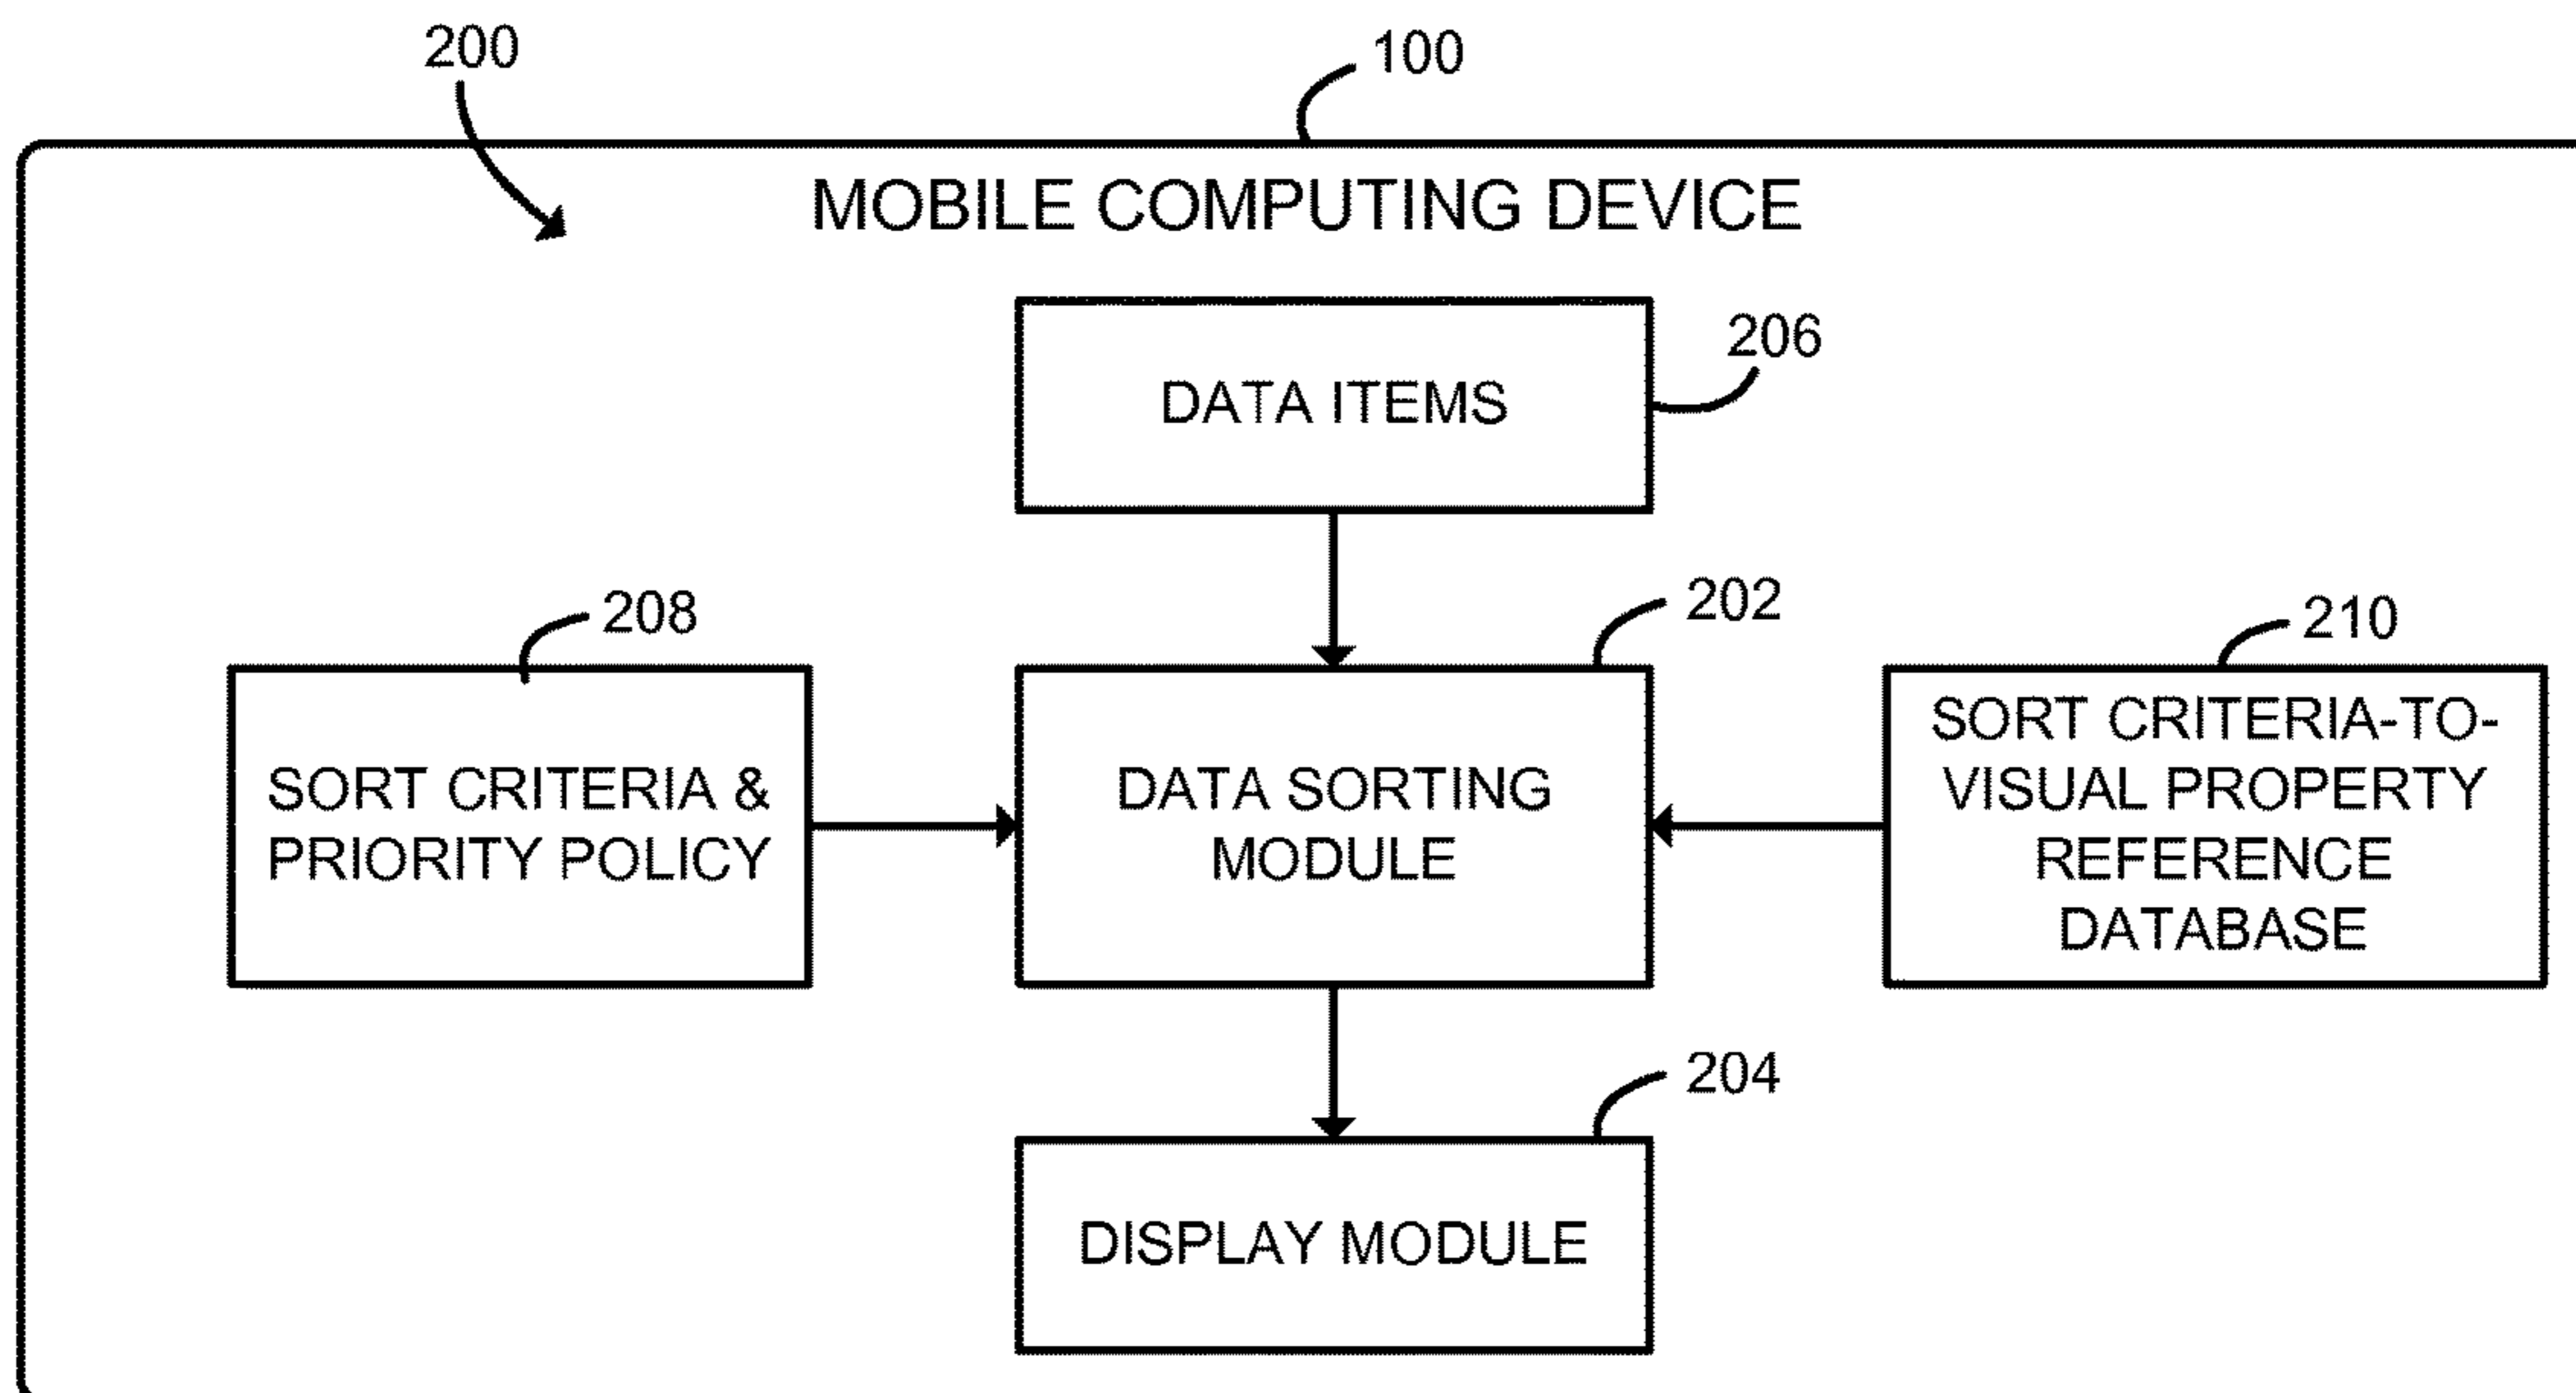 200
100
MOBILE COMPUTING DEVICE
206
DATA ITEMS
208
202
210
SORT CRITERIA &
PRIORITY POLICY
DATA SORTING
MODULE
SORT CRITERIA-TO-
VISUAL PROPERTY
REFERENCE
DATABASE
204
DISPLAY MODULE